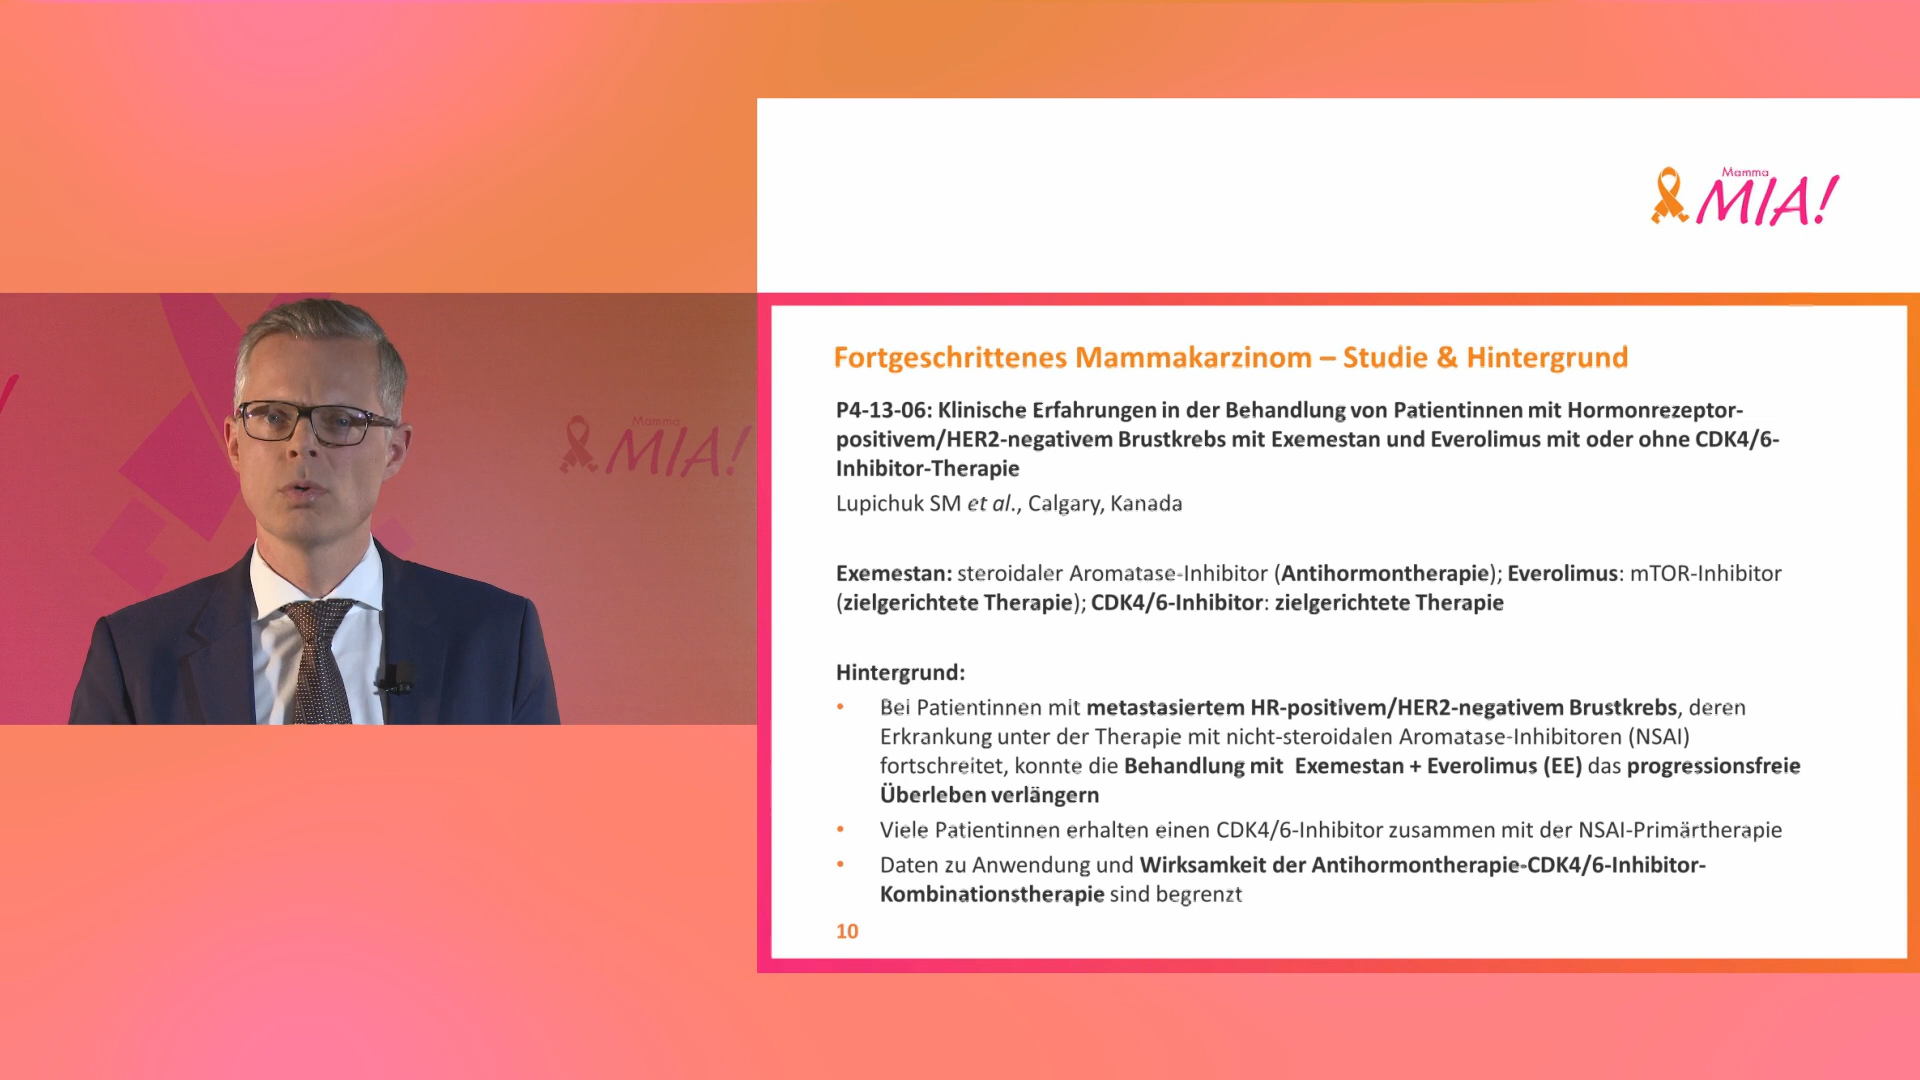 Mamma
MIA!
Mamma
MIA!
Fortgeschrittenes Mammakarzinom – Studie & Hintergrund
P4-13-06: Klinische Erfahrungen in der Behandlung von Patientinnen mit Hormonrezeptor-
positivem/HER2-negativem Brustkrebs mit Exemestan und Everolimus mit oder ohne CDK4/6-
Inhibitor-Therapie
Lupichuk SM et al., Calgary, Kanada
Exemestan: steroidaler Aromatase-Inhibitor (Antihormontherapie); Everolimus: mTOR-Inhibitor
(zielgerichtete Therapie); CDK4/6-Inhibitor: zielgerichtete Therapie
Hintergrund:
• Bei Patientinnen mit metastasiertem HR-positivem/HER2-negativem Brustkrebs, deren
Erkrankung unter der Therapie mit nicht-steroidalen Aromatase-Inhibitoren (NSAI)
fortschreitet, konnte die Behandlung mit Exemestan + Everolimus (EE) das progressionsfreie
Überleben verlängern
• Viele Patientinnen erhalten einen CDK4/6-Inhibitor zusammen mit der NSAI-Primärtherapie
• Daten zu Anwendung und Wirksamkeit der Antihormontherapie-CDK4/6-Inhibitor-
Kombinationstherapie sind begrenzt
10